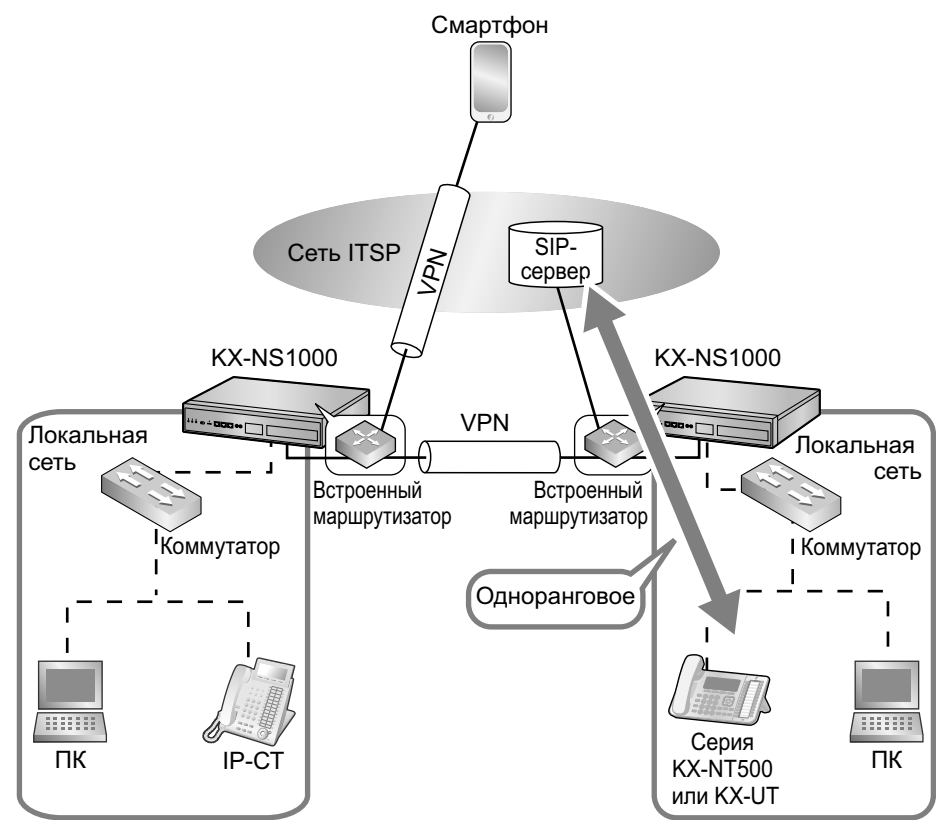 Смартфон
Сеть ITSP
VPN
SIP-
сервер
KX-NS1000
KX-NS1000
Локальная
сеть
VPN
Локальная
сеть
Встроенный
маршрутизатор
Встроенный
маршрутизатор
Коммутатор
Коммутатор
Одноранговое
ПК
IP-СТ
Серия
KX-NT500
или KX-UT
ПК